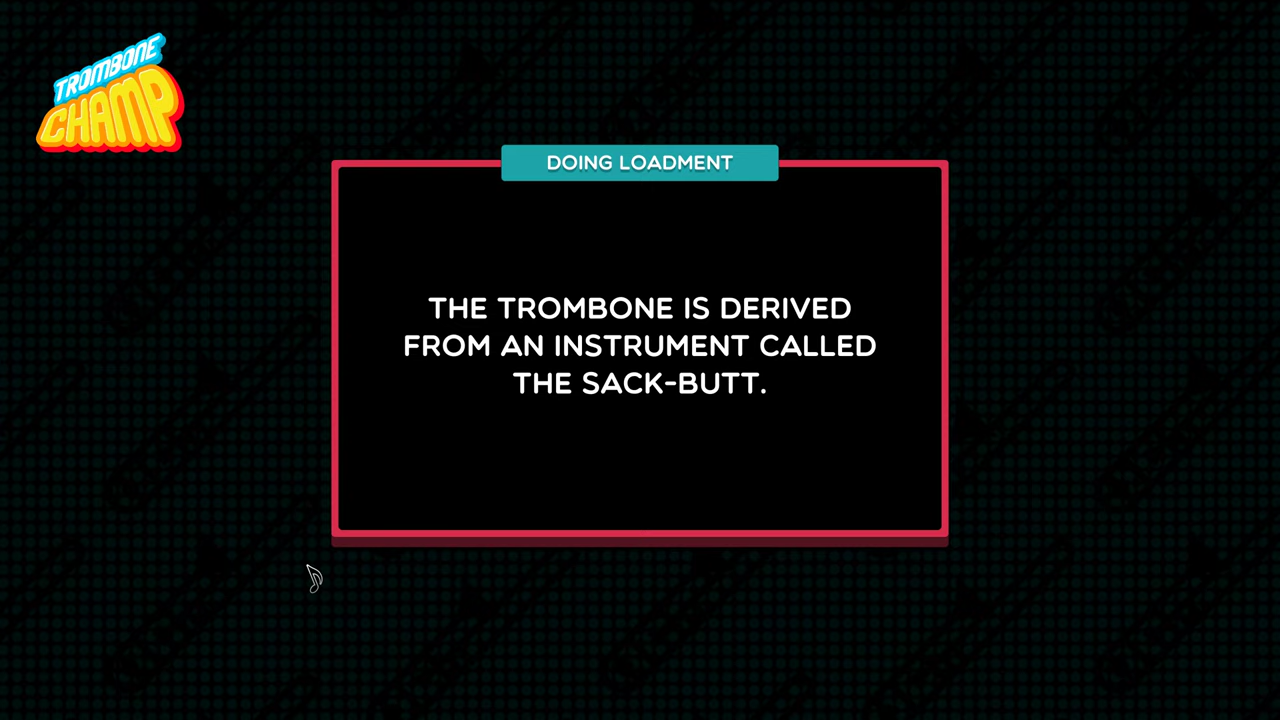 TROMBONE
CHAMP
DOING LOADMENT
THE TROMBONE IS DERIVED
FROM AN INSTRUMENT CALLED
THE SACK-BUTT.